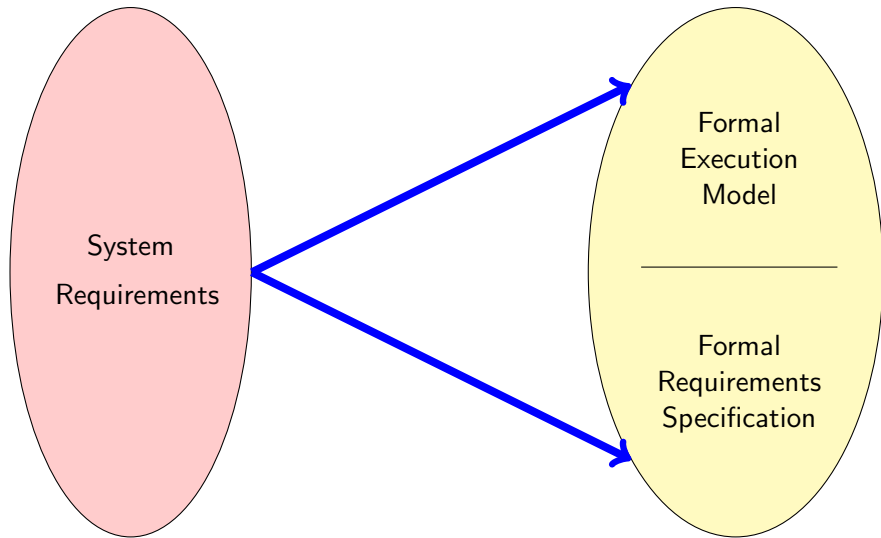 System
Requirements
Formal
Execution
Model
Formal
Requirements
Specification